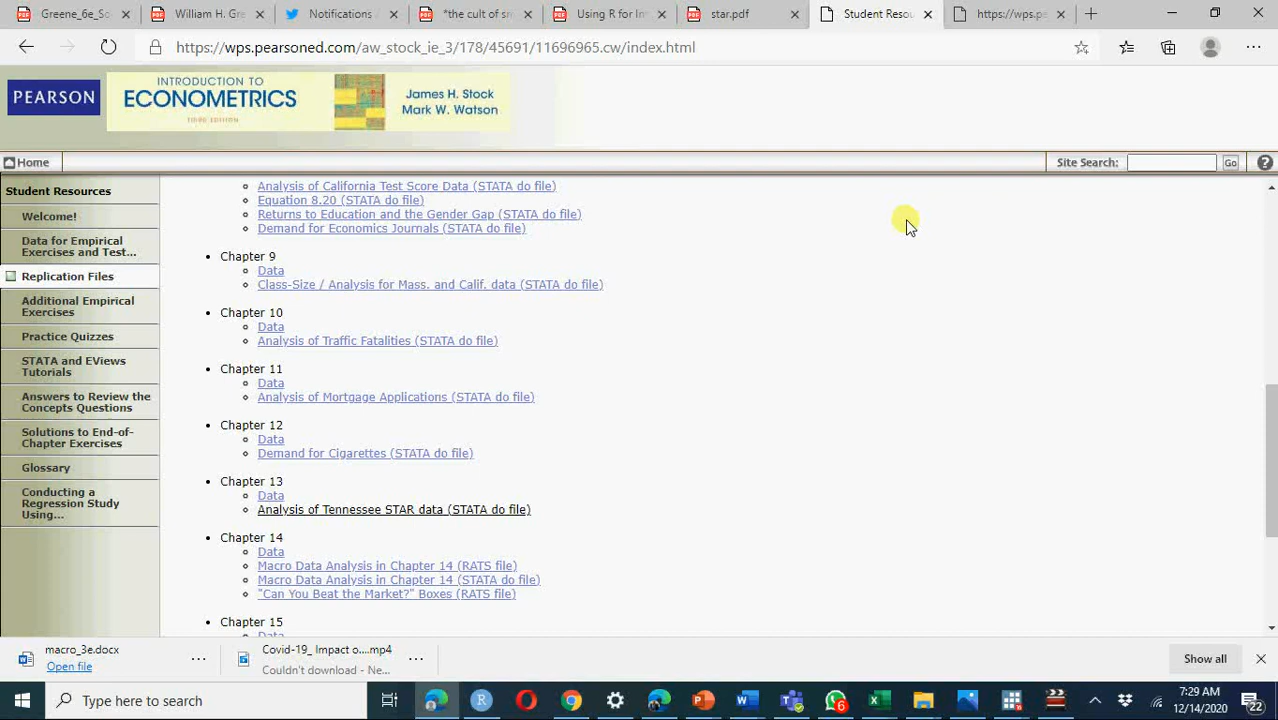 Greene_6e_So
William H. Gre
Notifications /
*the cult of sm
Using R for Int
star.pdf
Student Resou
https://wps.pe
https://wps.pearsoned.com/aw_stock_ie_3/178/45691/11696965.cw/index.html
PEARSON
INTRODUCTION TO
ECONOMETRICS
THIRD EDITION
James H. Stock
Mark W. Watson
Home
Site Search:
Go
?
Student Resources
Welcome!
Data for Empirical
Exercises and Test...
Replication Files
Additional Empirical
Exercises
Practice Quizzes
STATA and EViews
Tutorials
Answers to Review the
Concepts Questions
Solutions to End-of-
Chapter Exercises
Glossary
Conducting a
Regression Study
Using...
Analysis of California Test Score Data (STATA do file)
Equation 8.20 (STATA do file)
Returns to Education and the Gender Gap (STATA do file)
Demand for Economics Journals (STATA do file)
Chapter 9
Data
Class-Size / Analysis for Mass. and Calif. data (STATA do file)
Chapter 10
Data
Analysis of Traffic Fatalities (STATA do file)
Chapter 11
Data
Analysis of Mortgage Applications (STATA do file)
Chapter 12
Data
Demand for Cigarettes (STATA do file)
Chapter 13
Data
Analysis of Tennessee STAR data (STATA do file)
Chapter 14
Data
Macro Data Analysis in Chapter 14 (RATS file)
Macro Data Analysis in Chapter 14 (STATA do file)
"Can You Beat the Market?" Boxes (RATS file)
Chapter 15
Data
macro_3e.docx
Open file
Covid-19_ Impact o....mp4
Couldn't download - Ne...
Show all
Type here to search
6
7:29 AM
12/14/2020
22